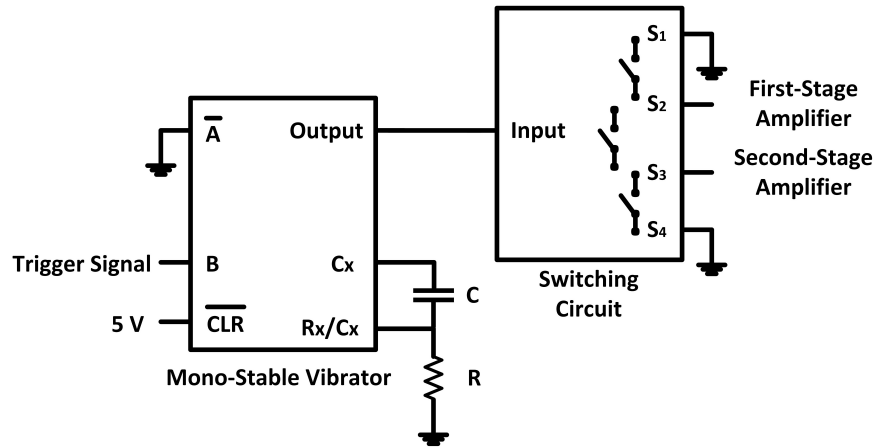 S1
First-Stage
Amplifier
A
Output
Input
S2
Second-Stage
Amplifier
S3
S4
Trigger Signal
B
Cx
C
Switching
Circuit
5 V
CLR
Rx/Cx
Mono-Stable Vibrator
R